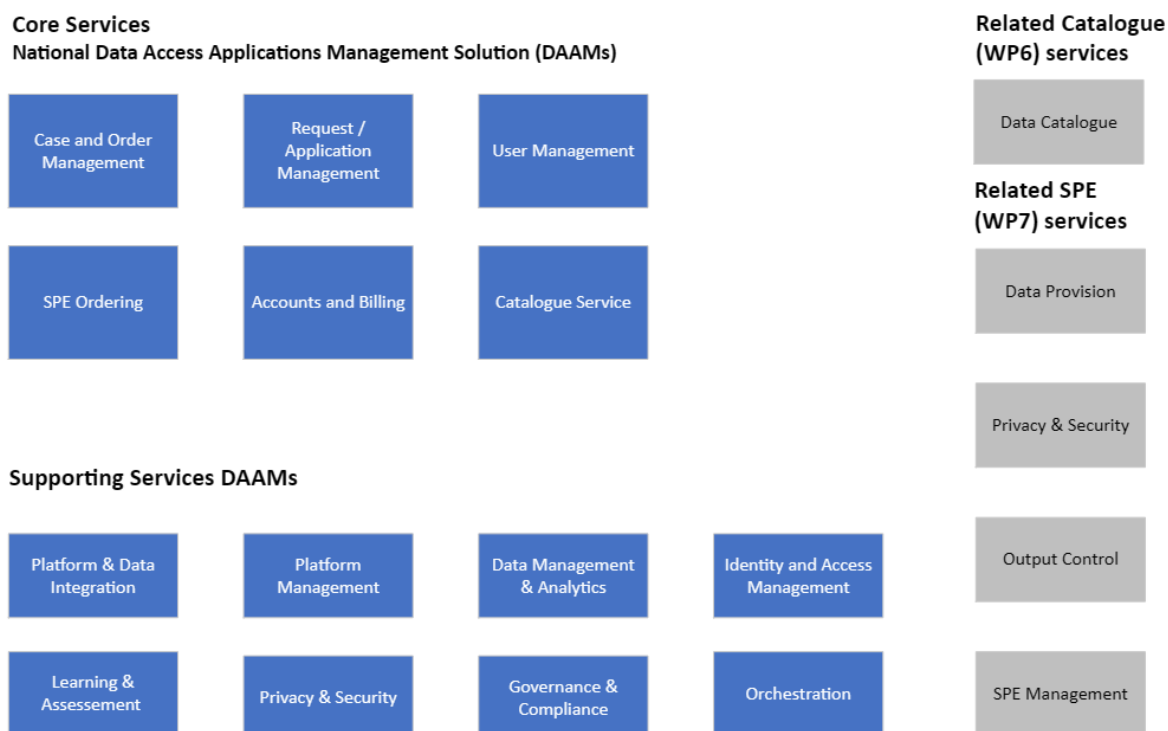 Core Services
National Data Access Applications Management Solution (DAAMs)
Case and Order
Management
Request /
Application
Management
User Management
SPE Ordering
Accounts and Billing
Catalogue Service
Supporting Services DAAMs
Platform & Data
Integration
Platform
Management
Data Management
& Analytics
Identity and Access
Management
Learning &
Assessement
Privacy & Security
Governance &
Compliance
Orchestration
Related Catalogue
(WP6) services
Data Catalogue
Related SPE
(WP7) services
Data Provision
Privacy & Security
Output Control
SPE Management